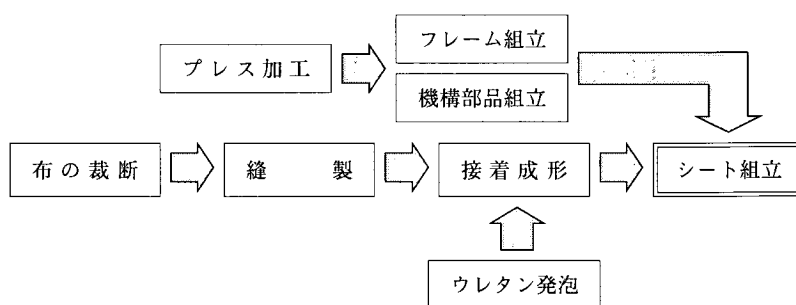 フレーム組立
プレス加工
機構部品組立
布の裁断
縫製
接着成形
シート組立
ウレタン発泡